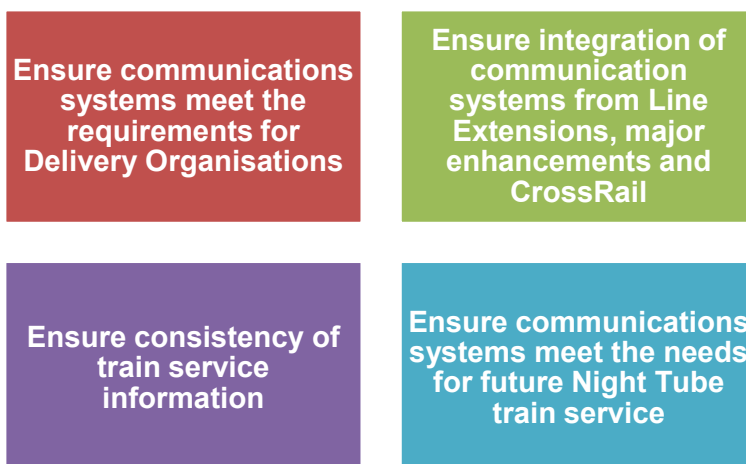 Ensure communications
systems meet the
requirements for
Delivery Organisations
Ensure integration of
communication
systems from Line
Extensions, major
enhancements and
CrossRail
Ensure consistency of
train service
information
Ensure communications
systems meet the needs
for future Night Tube
train service